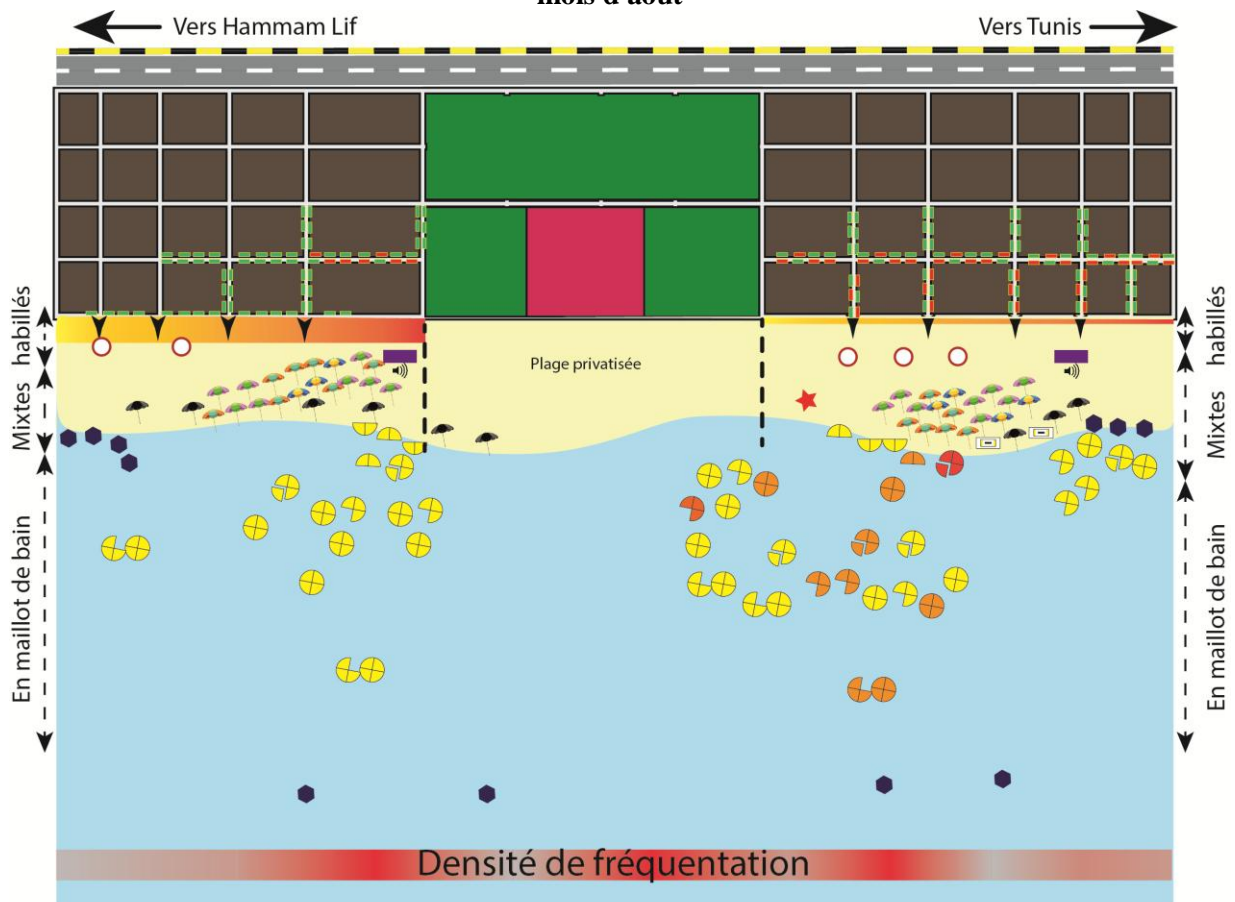 mois d'août
Vers Hammam Lif
Vers Tunis
habillés
Mixtes
En maillot de bain
Plage privatisée
habillés
Mixtes
En maillot de bain
Densité de fréquentation